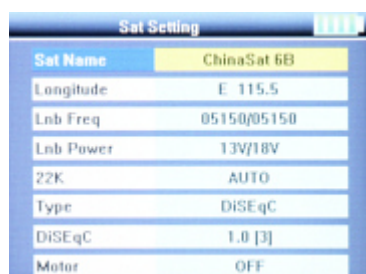 Sat Setting
Sat Name ChinaSat 6B
Longitude E 115.5
Lnb Freq 05150/05150
Lnb Power 13V/18V
22K AUTO
Type DiSEqC
DiSEqC 1.0 [3]
Motor OFF